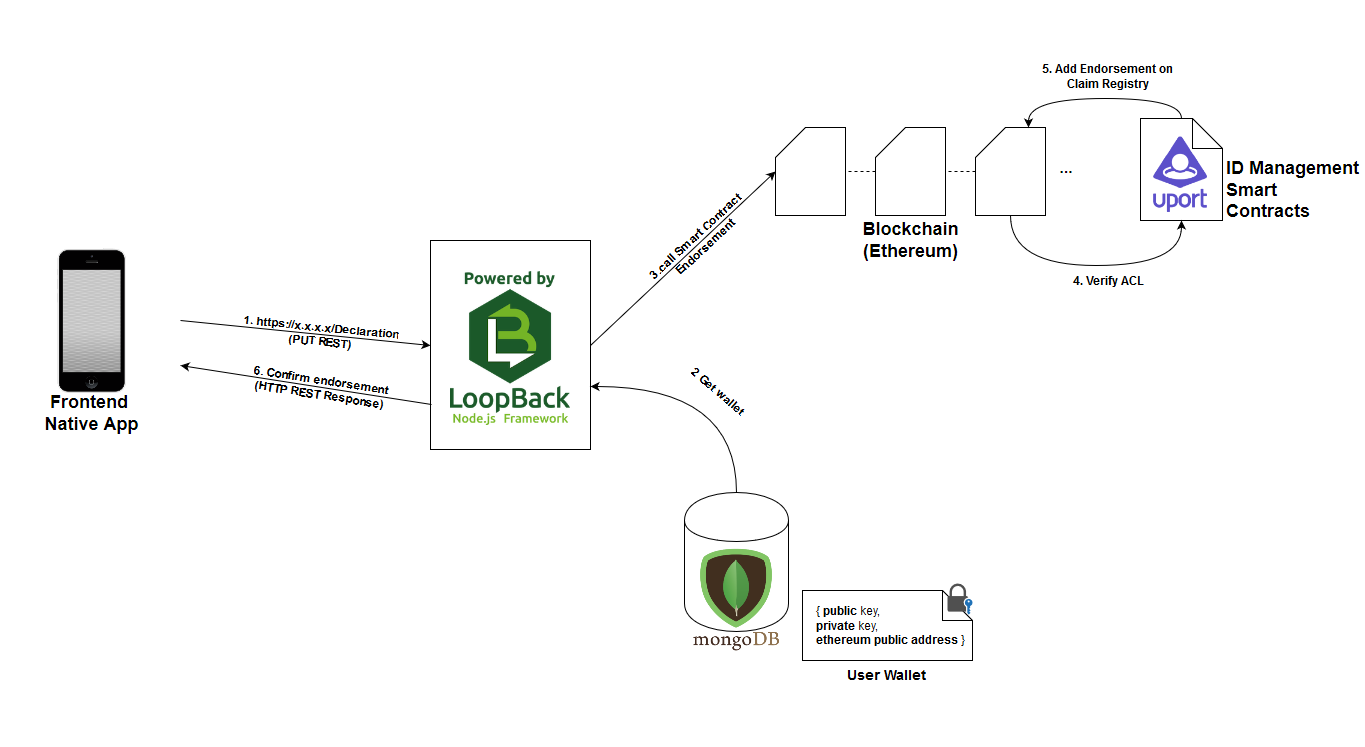 5. Add Endorsement on
Claim Registry
uport
ID Management
Smart
Contracts
...
Blockchain
(Ethereum)
4. Verify ACL
3.call Smart Contract
Endorsement
Powered by
LoopBack
Node.js Framework
1. https://x.x.x.x/Declaration
(PUT REST)
6. Confirm endorsement
(HTTP REST Response)
Frontend
Native App
2 Get wallet
mongoDB
{ public key,
private key,
ethereum public address }
User Wallet